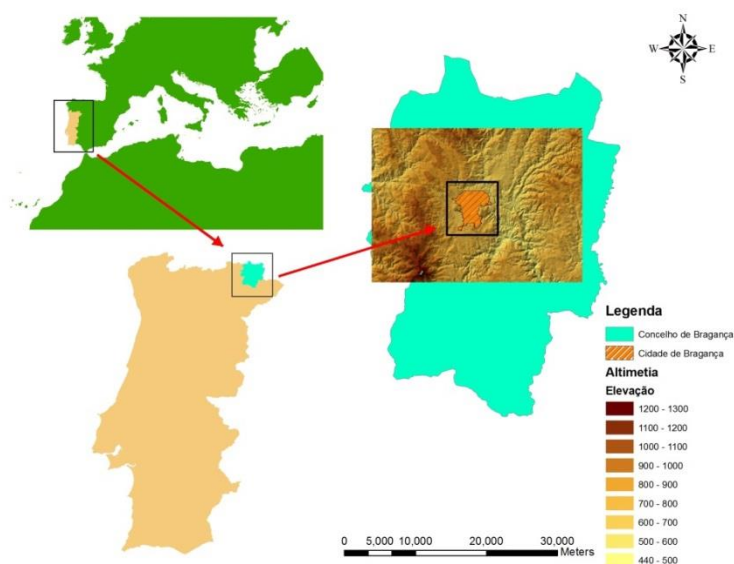 N
W E
S
Legenda
Concelho de Bragança
Cidade de Bragança
Altimetia
Elevação
1200 - 1300
1100 - 1200
1000 - 1100
900 - 1000
800 - 900
700 - 800
600 - 700
500 - 600
440 - 500
0 5,000 10,000 20,000 30,000
Meters